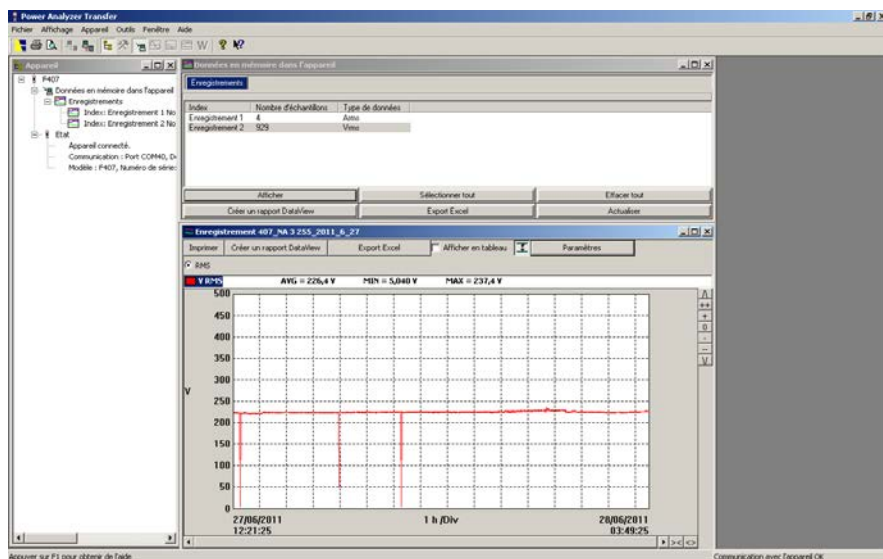 Power Analyzer Transfer
Fichier Affichage Appareil Outils Fenêtre Aide
Appareil
F407
Données en mémoire dans l'appareil
Enregistrements
Index: Enregistrement 1 No
Index: Enregistrement 2 No
Etat
Appareil connecté.
Communication : Port COM40, D
Modèle : F407, Numéro de série:
Données en mémoire dans l'appareil
Enregistrements
Index Nombre d'échantillons Type de données
Enregistrement 1 4 Arms
Enregistrement 2 929 Vrms
Afficher Sélectionner tout Effacer tout
Créer un rapport DataView Export Excel Actualiser
Enregistrement 407_NA 3 255_2011_6_27
Imprimer Créer un rapport DataView Export Excel Afficher en tableau Paramètres
RMS
V RMS AVG = 226,4 V MIN = 5,040 V MAX = 237,4 V
500
450
400
350
300
V
250
200
150
100
50
0
++
+
0
-
--
27/06/2011 1 h /Div 28/06/2011
12:21:25 03:49:25
Appuyer sur F1 pour obtenir de l'aide Communication avec l'appareil OK